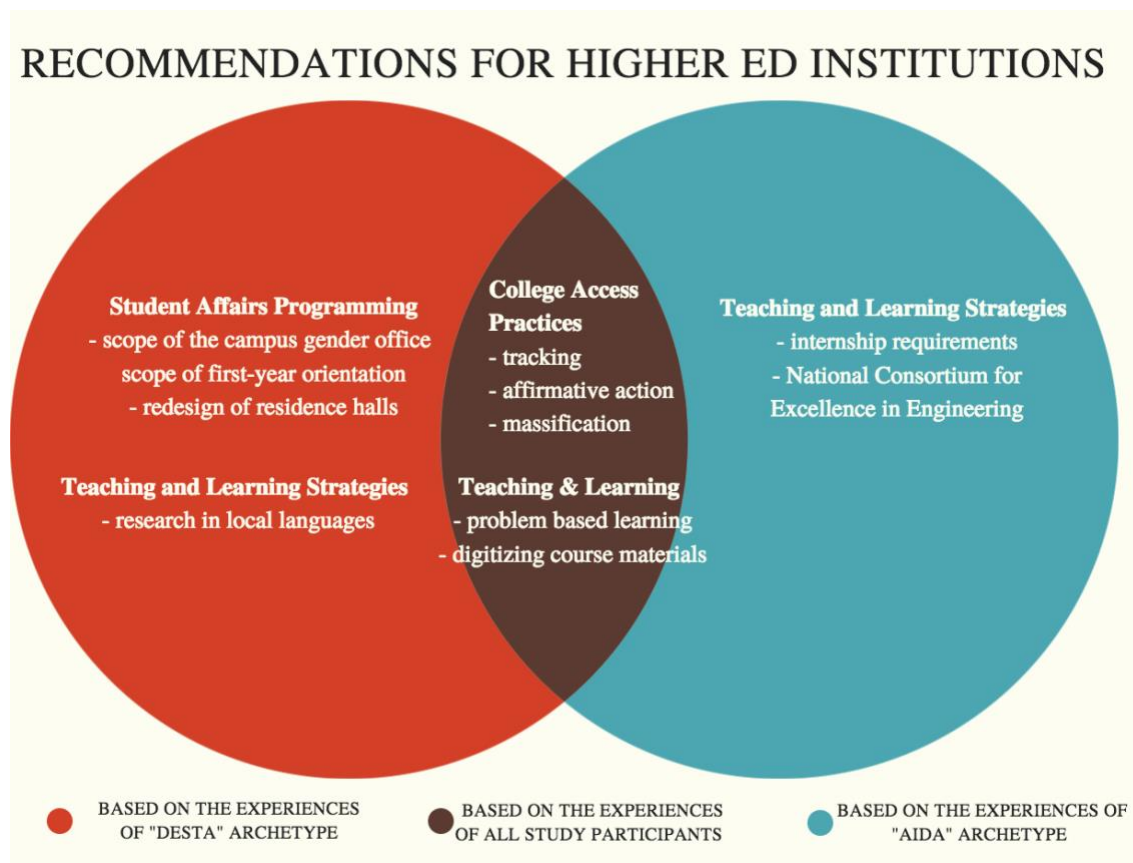 RECOMMENDATIONS FOR HIGHER ED INSTITUTIONS
Student Affairs Programming
- scope of the campus gender office
scope of first-year orientation
- redesign of residence halls
Teaching and Learning Strategies
- research in local languages
College Access
Practices
- tracking
- affirmative action
- massification
Teaching & Learning
- problem based learning
- digitizing course materials
Teaching and Learning Strategies
- internship requirements
- National Consortium for
Excellence in Engineering
BASED ON THE EXPERIENCES
OF "DESTA" ARCHETYPE
BASED ON THE EXPERIENCES
OF ALL STUDY PARTICIPANTS
BASED ON THE EXPERIENCES OF
"AIDA" ARCHETYPE